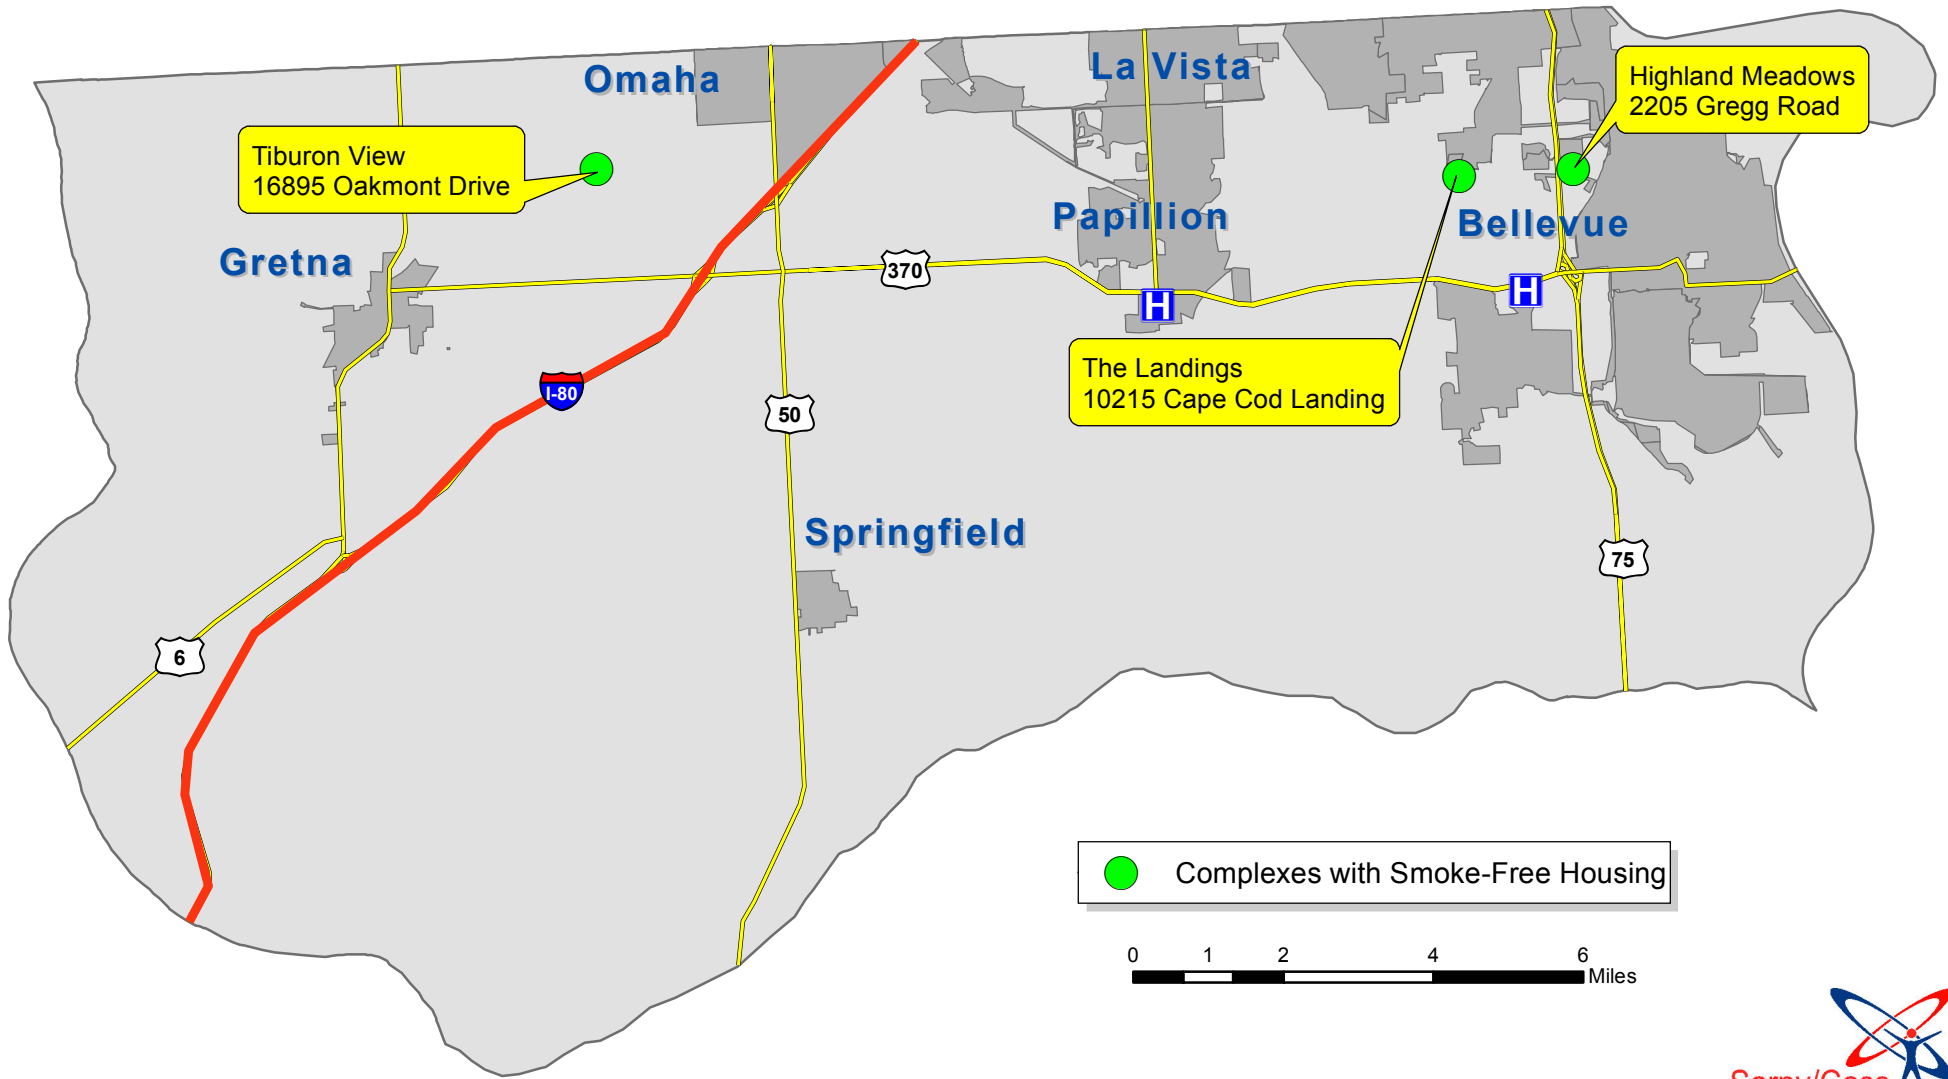 Omaha
La Vista
Highland Meadows
2205 Gregg Road
Tiburon View
16895 Oakmont Drive
Papillion
Bellevue
Gretna
370
H
H
The Landings
10215 Cape Cod Landing
I-80
50
Springfield
75
6
Complexes with Smoke-Free Housing
0 1 2 4 6
Miles
Sarpy/Cass